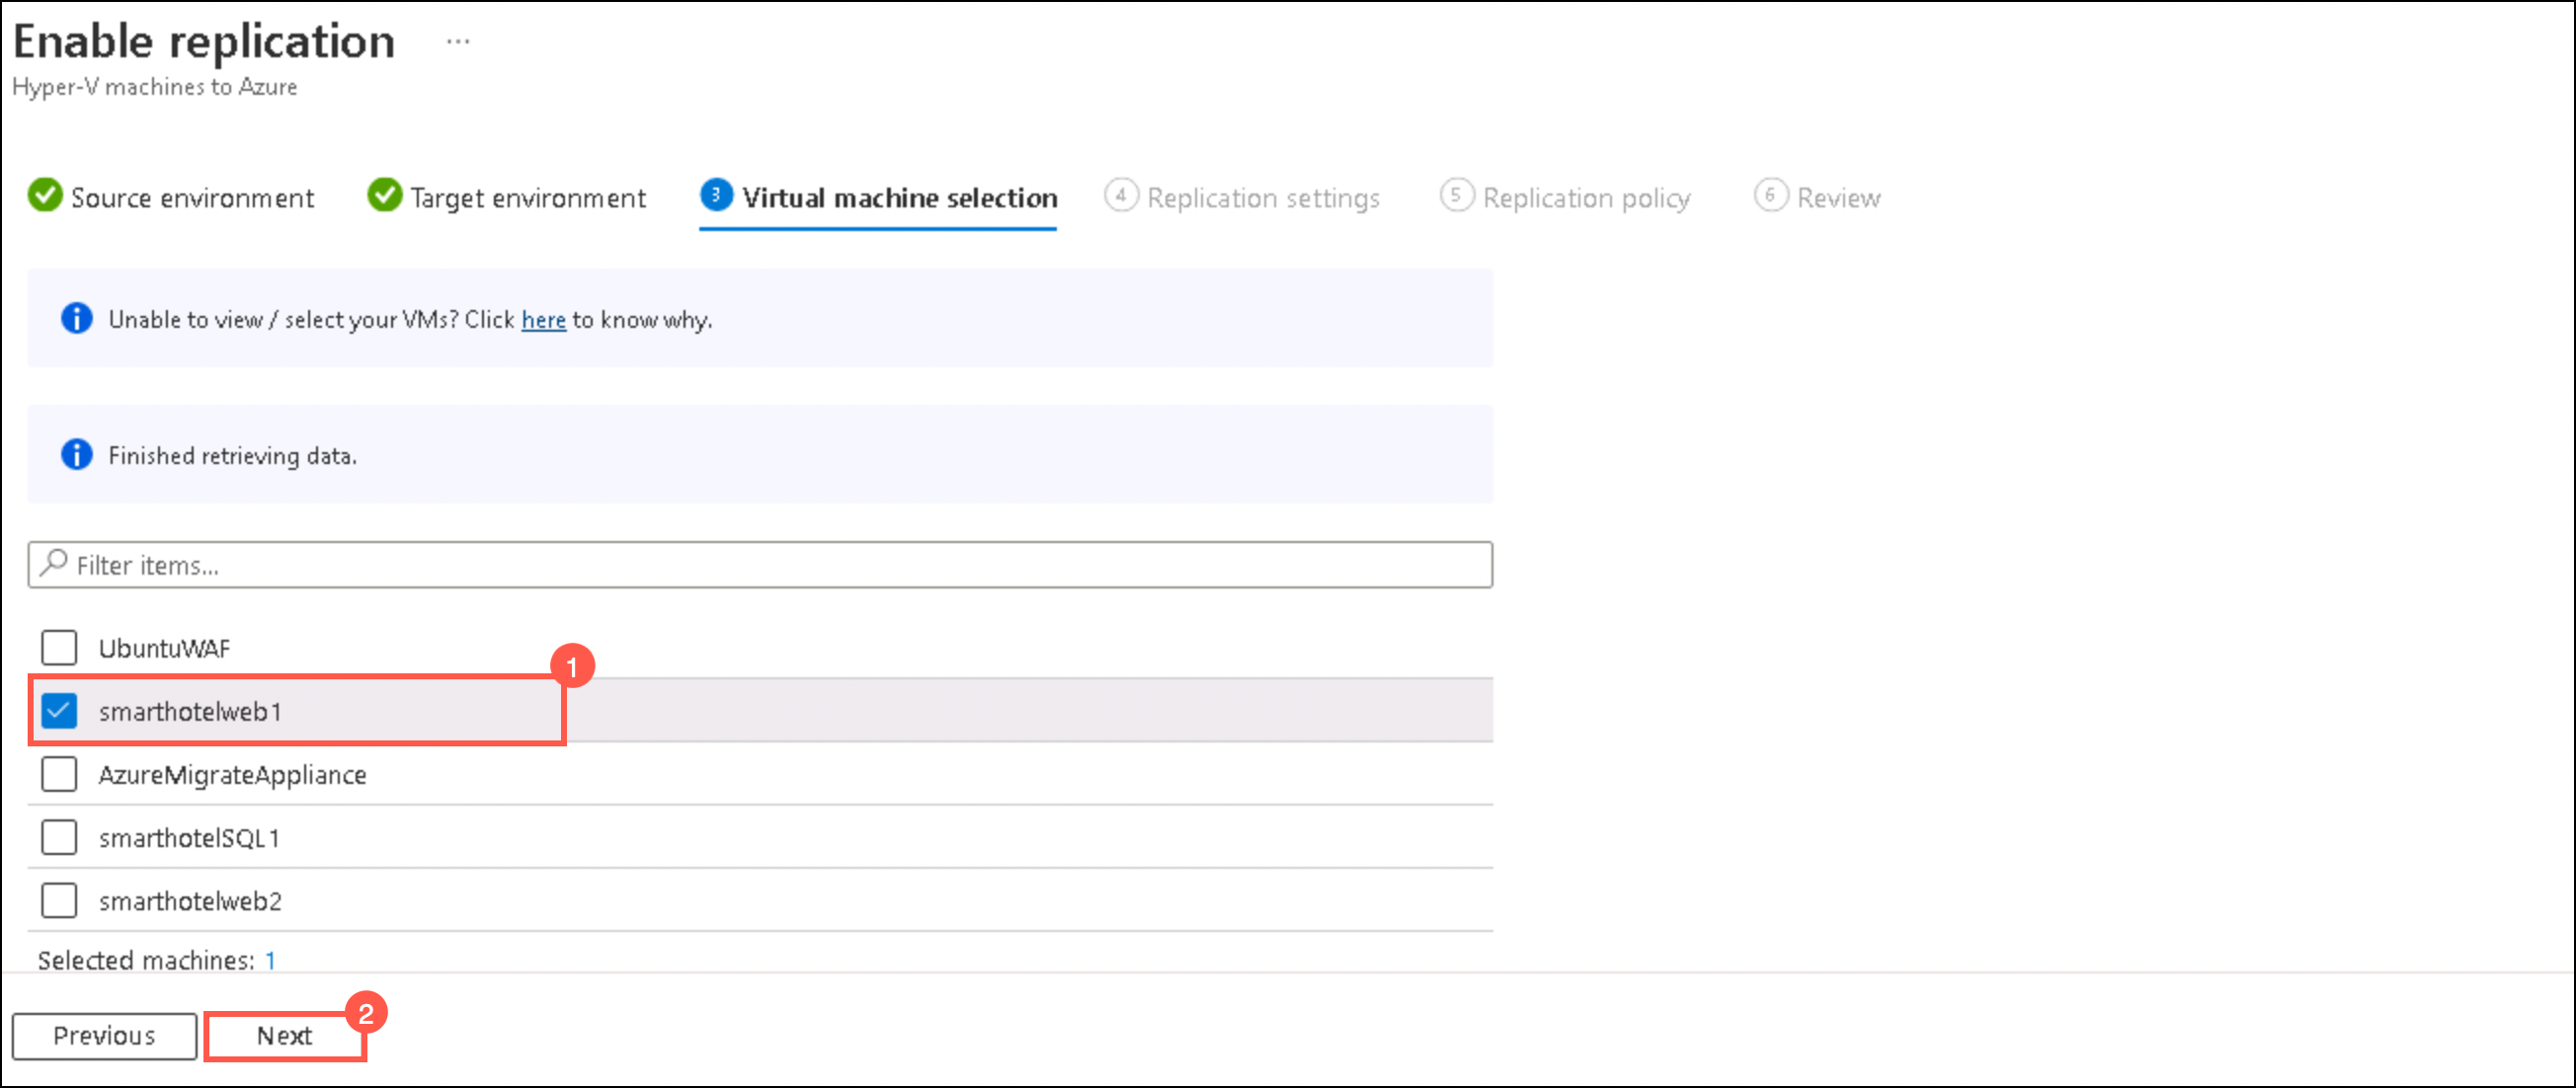 Enable replication ...
Hyper-V machines to Azure
Source environment Target environment 3 Virtual machine selection 4 Replication settings 5 Replication policy 6 Review
Unable to view / select your VMs? Click here to know why.
Finished retrieving data.
Filter items...
UbuntuWAF
1
smarthotelweb1
AzureMigrateAppliance
smarthotelSQL1
smarthotelweb2
Selected machines: 1
Previous Next 2